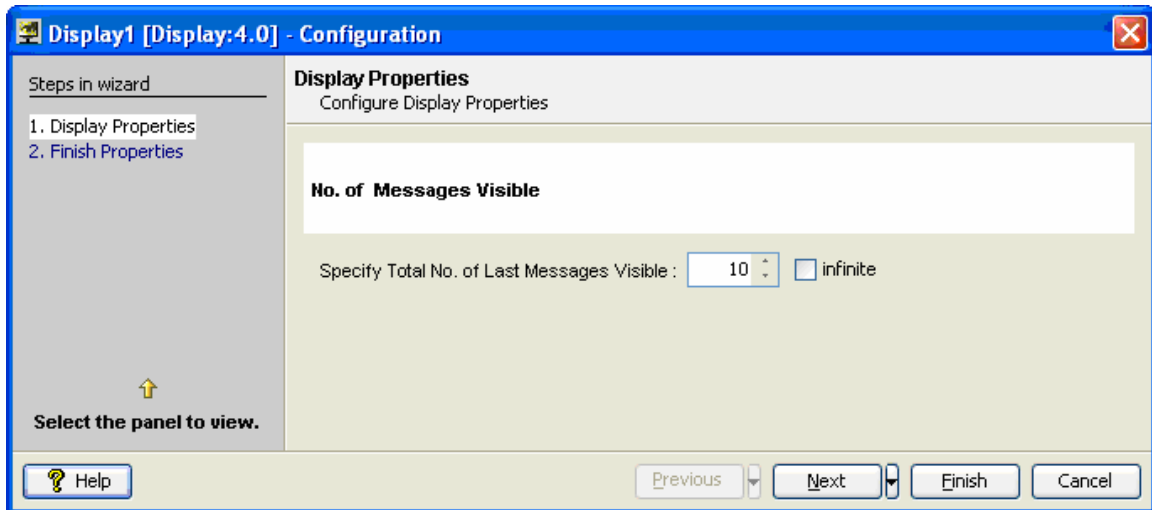 Display1 [Display:4.0] - Configuration
Steps in wizard
1. Display Properties
2. Finish Properties
Select the panel to view.
Display Properties
Configure Display Properties
No. of Messages Visible
Specify Total No. of Last Messages Visible : 10 infinite
Help
Previous
Next
Finish
Cancel